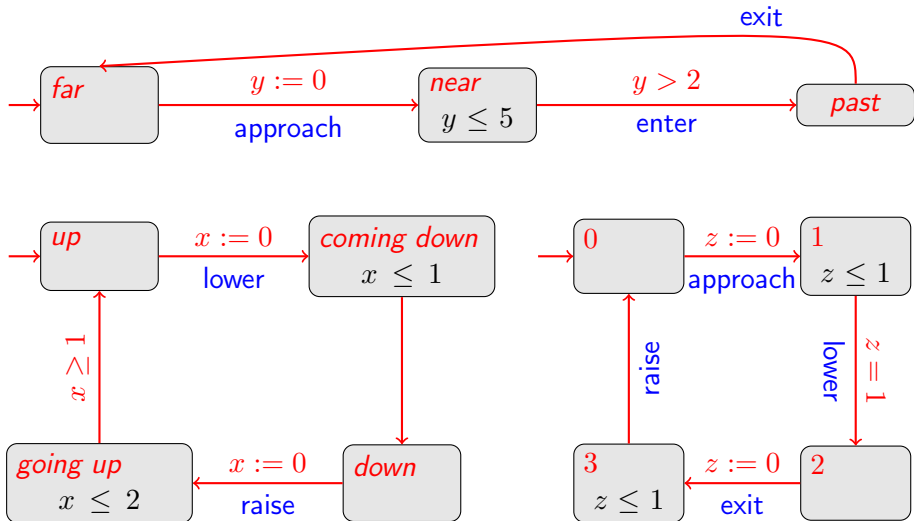 exit
far
y := 0
approach
near
y ≤ 5
y > 2
enter
past
up
x := 0
lower
coming down
x ≤ 1
0
z := 0
approach
1
z ≤ 1
x ≥ 1
raise
lower
z = 1
going up
x ≤ 2
x := 0
raise
down
3
z ≤ 1
z := 0
exit
2